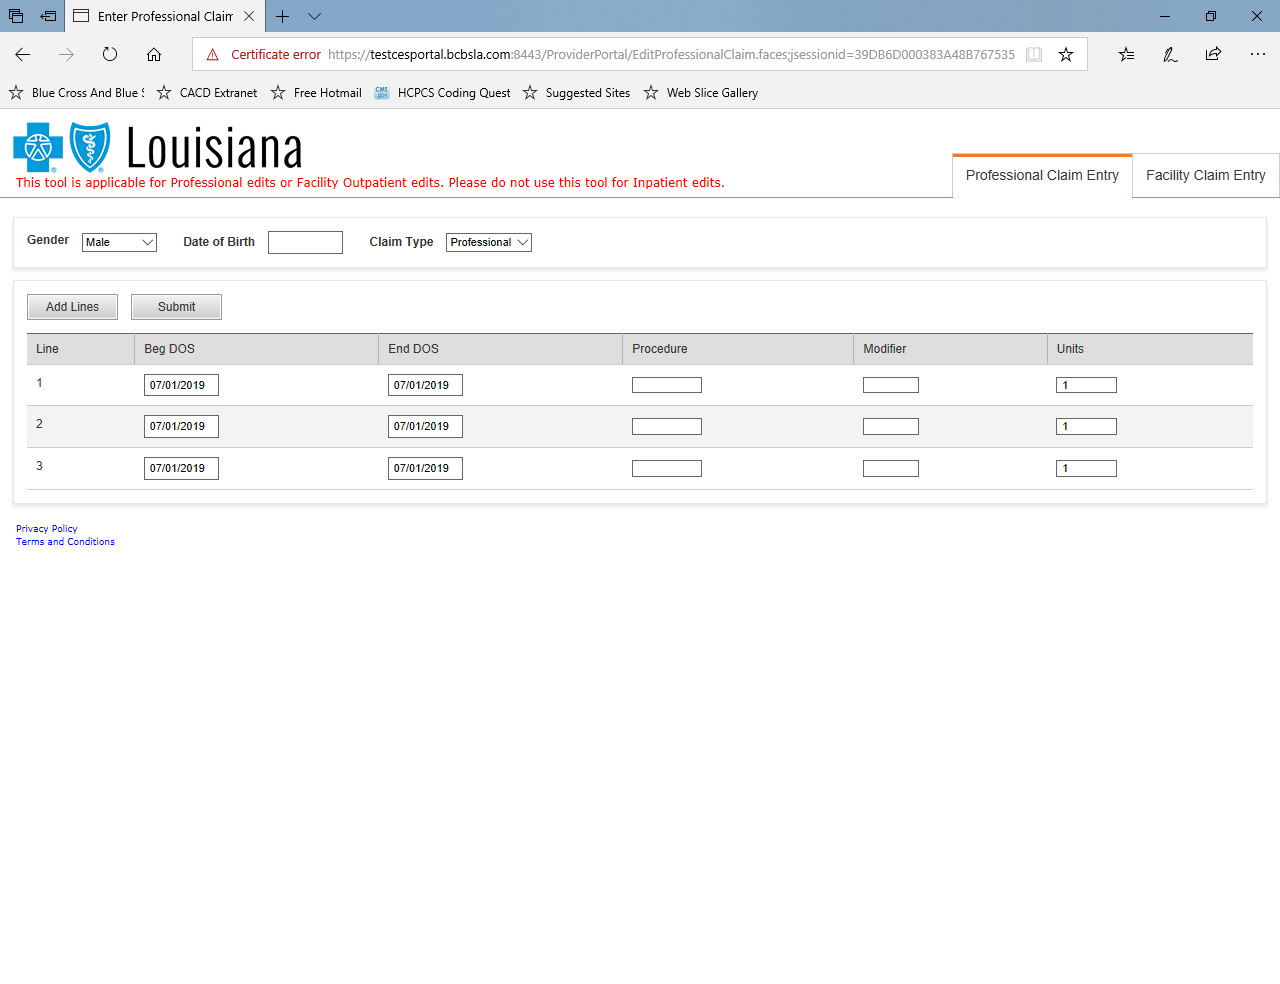 Enter Professional Claim
Certificate error https://testcesportal.bcbsla.com:8443/ProviderPortal/EditProfessionalClaim.faces;jsessionid=39DB6D000383A48B767535
Blue Cross And Blue S CACD Extranet Free Hotmail CMS.gov HCPCS Coding Quest Suggested Sites Web Slice Gallery
Louisiana
This tool is applicable for Professional edits or Facility Outpatient edits. Please do not use this tool for Inpatient edits.
Professional Claim Entry Facility Claim Entry
Gender Male Date of Birth Claim Type Professional
Add Lines Submit
Line Beg DOS End DOS Procedure Modifier Units
1 07/01/2019 07/01/2019 1
2 07/01/2019 07/01/2019 1
3 07/01/2019 07/01/2019 1
Privacy Policy
Terms and Conditions